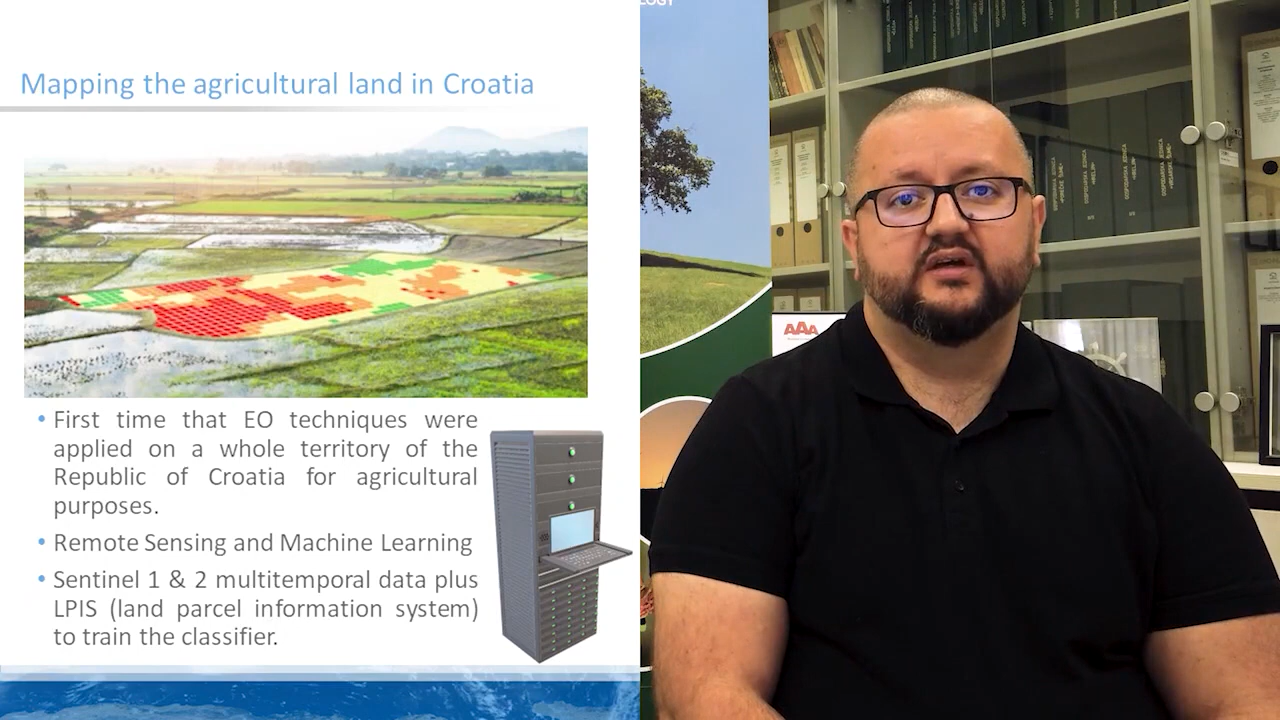 Mapping the agricultural land in Croatia
• First time that EO techniques were
applied on a whole territory of the
Republic of Croatia for agricultural
purposes.
• Remote Sensing and Machine Learning
• Sentinel 1 & 2 multitemporal data plus
LPIS (land parcel information system)
to train the classifier.
AAA